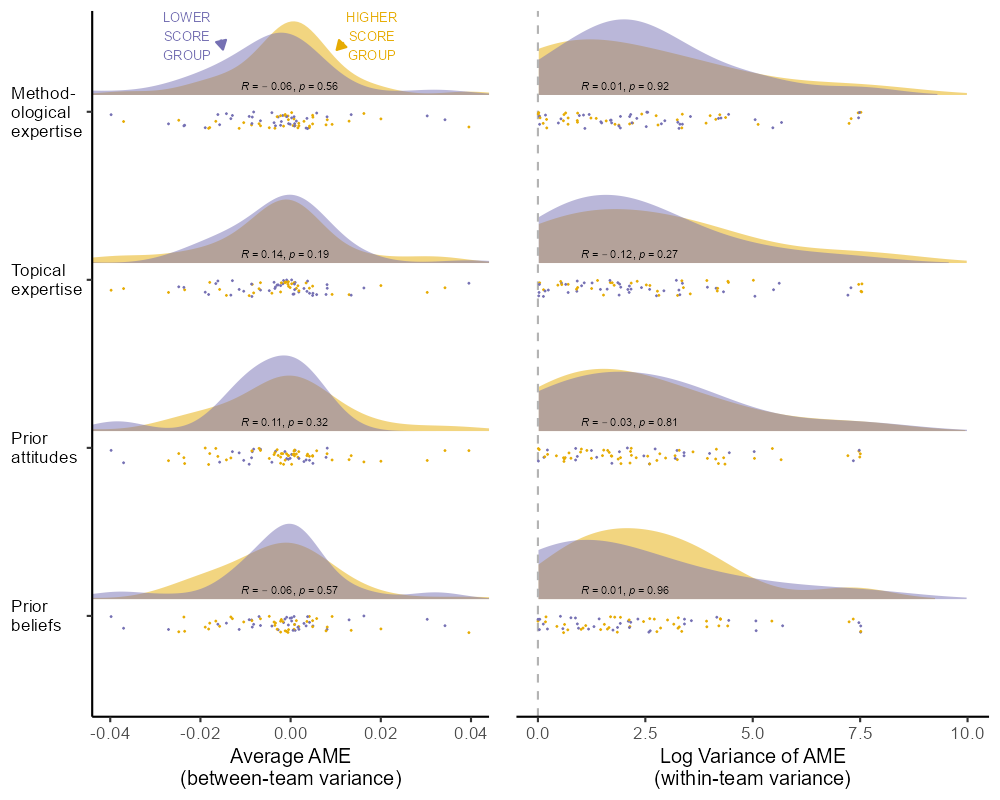 LOWER
SCORE
GROUP
HIGHER
SCORE
GROUP
Method-
ological
expertise
R = − 0.06, p = 0.56
R = 0.01, p = 0.92
Topical
expertise
R = 0.14, p = 0.19
R = − 0.12, p = 0.27
Prior
attitudes
R = 0.11, p = 0.32
R = − 0.03, p = 0.81
Prior
beliefs
R = − 0.06, p = 0.57
R = 0.01, p = 0.96
-0.04 -0.02 0.00 0.02 0.04
0.0 2.5 5.0 7.5 10.0
Average AME
(between-team variance)
Log Variance of AME
(within-team variance)